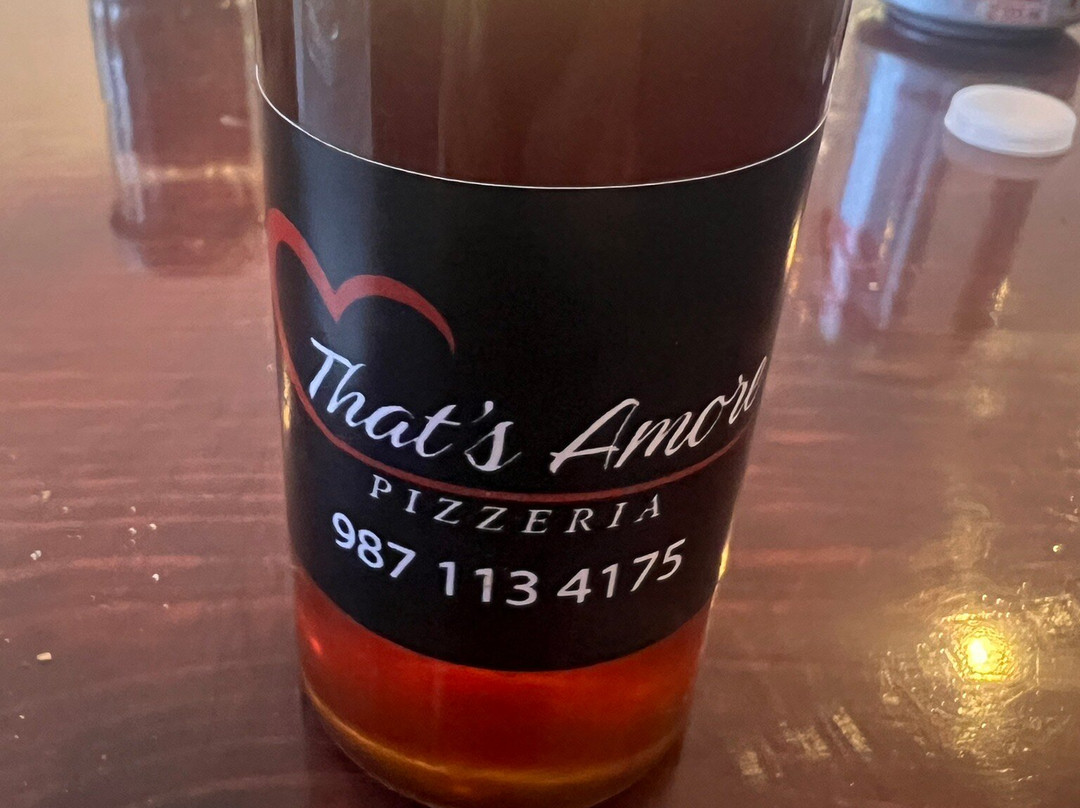 That's Amore
PIZZERIA
987 113 4175